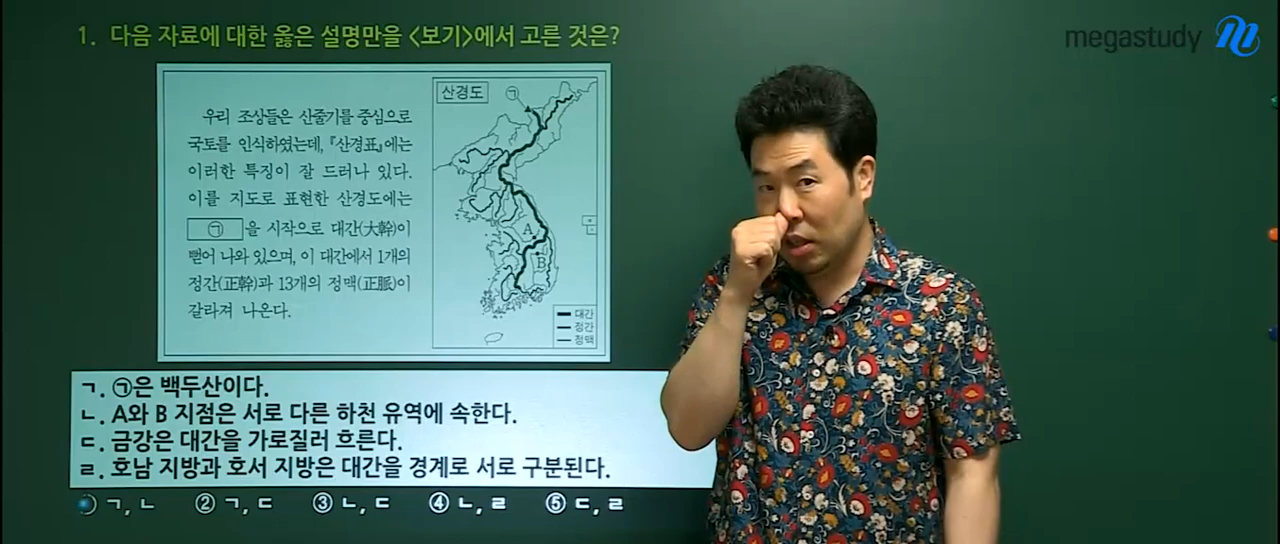 1. 다음 자료에 대한 옳은 설명만을 <보기>에서 고른 것은?
megastudy
우리 조상들은 산줄기를 중심으로
국토를 인식하였는데, 『산경표』에는
이러한 특징이 잘 드러나 있다.
이를 지도로 표현한 산경도에는
㉠ 을 시작으로 대간(大幹)이
뻗어 나와 있으며, 이 대간에서 1개의
정간(正幹)과 13개의 정맥(正脈)이
갈라져 나온다.
산경도
㉠
A
B
대간
정간
정맥
ㄱ. ㉠은 백두산이다.
ㄴ. A와 B 지점은 서로 다른 하천 유역에 속한다.
ㄷ. 금강은 대간을 가로질러 흐른다.
ㄹ. 호남 지방과 호서 지방은 대간을 경계로 서로 구분된다.
ㄱ, ㄴ ② ㄱ, ㄷ ③ ㄴ, ㄷ ④ ㄴ, ㄹ ⑤ ㄷ, ㄹ